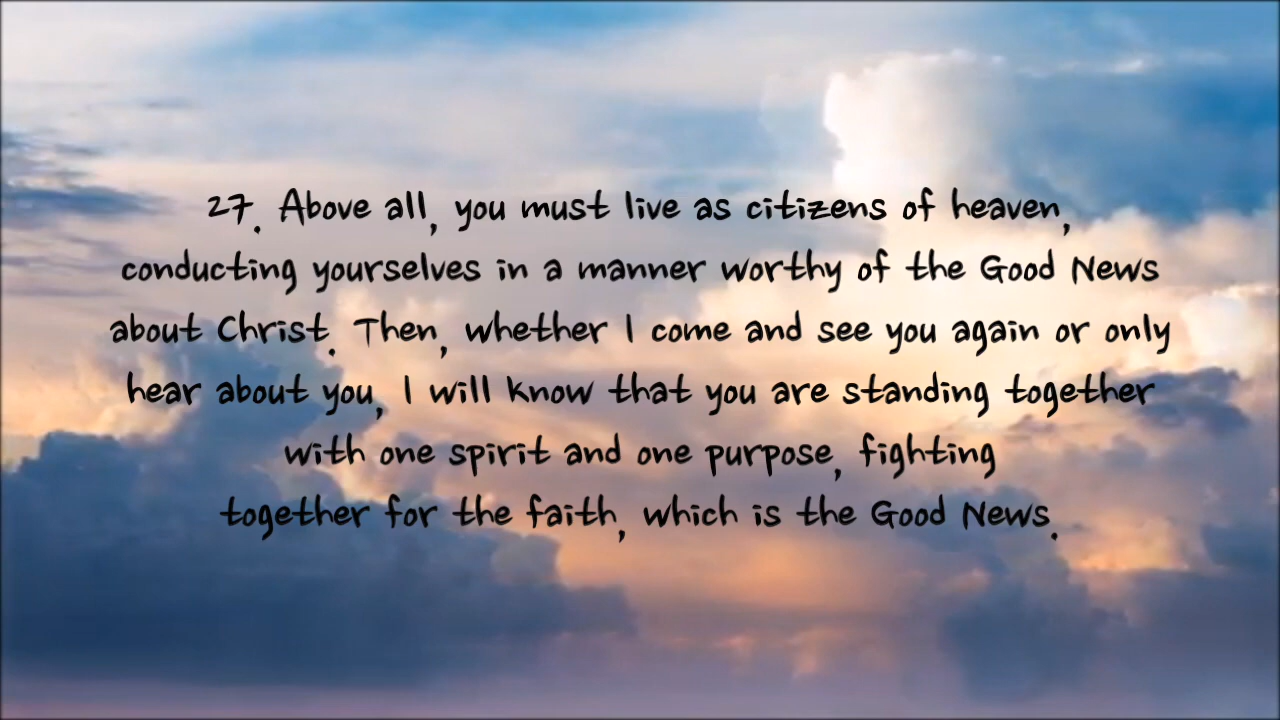 27. Above all, you must live as citizens of heaven,
conducting yourselves in a manner worthy of the Good News
about Christ. Then, whether I come and see you again or only
hear about you, I will know that you are standing together
with one spirit and one purpose, fighting
together for the faith, which is the Good News.